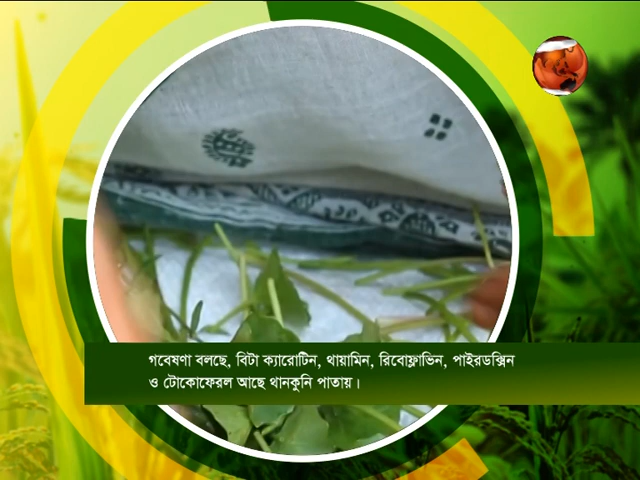 গবেষণা বলছে, বিটা ক্যারোটিন, থায়ামিন, রিবোফ্লাভিন, পাইরডক্সিন
ও টোকোফেরল আছে থানকুনি পাতায়।